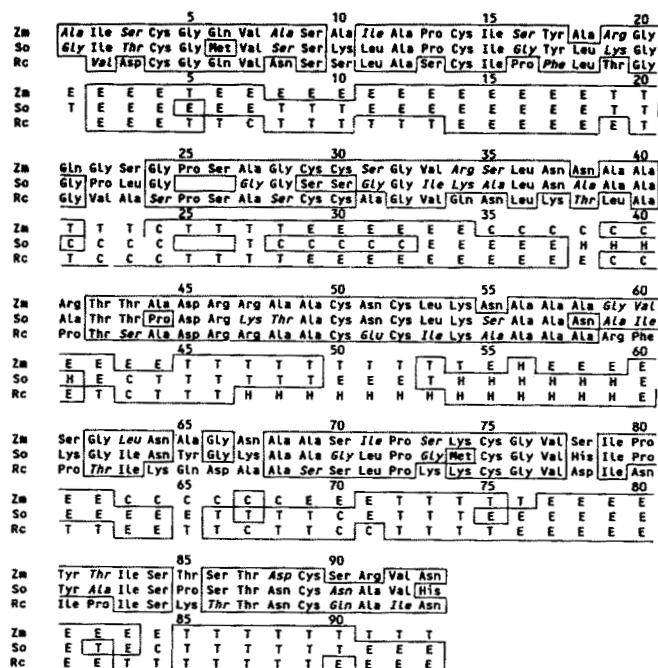 5 10 15 20
Zm Ala Ile Ser Cys Gly Gln Val Ala Ser Ala Ile Ala Pro Cys Ile Ser Tyr Ala Arg Gly
So Gly Ile Thr Cys Gly Met Val Ser Ser Lys Leu Ala Pro Cys Ile Gly Tyr Leu Lys Gly
Rc Val Asp Cys Gly Gln Val Asn Ser Ser Leu Ala Ser Cys Ile Pro Phe Leu Thr Gly
5 10 15 20
Zm E E E E T E E E E E E E E E E E E E T T
So T E E E E E E T T T E E E E E E E E T T
Rc E E E T T C T T T T T T E E E E E E T
25 30 35 40
Zm Gln Gly Ser Gly Pro Ser Ala Gly Cys Cys Ser Gly Val Arg Ser Leu Asn Asn Ala Ala
So Gly Pro Leu Gly Gly Gly Ser Ser Gly Gly Ile Lys Ala Leu Asn Ala Ala Ala
Rc Gly Val Ala Ser Pro Ser Ala Ser Cys Cys Ala Gly Val Gln Asn Leu Lys Thr Leu Ala
25 30 35 40
Zm T T T C T T T T E E E E E E C C C C C C
So C C C C T C C C C C E E E E E H H H
Rc T C C C T T T T E E E E E E E E E C C
45 50 55 60
Zm Arg Thr Thr Ala Asp Arg Arg Ala Ala Cys Asn Cys Leu Lys Asn Ala Ala Ala Gly Val
So Ala Thr Thr Pro Asp Arg Lys Thr Ala Cys Asn Cys Leu Lys Ser Ala Ala Asn Ala Ile
Rc Pro Thr Ser Ala Asp Arg Arg Ala Ala Cys Glu Cys Ile Lys Ala Ala Ala Ala Arg Phe
45 50 55 60
Zm E E E E T T T T T T T T T T E H E E E E
So H E C T T T T T E E E T H H H H H H H E
Rc E T C T T T H H H H H H H H H H H H H E
65 70 75 80
Zm Ser Gly Leu Asn Ala Gly Asn Ala Ala Ser Ile Pro Ser Lys Cys Gly Val Ser Ile Pro
So Lys Gly Ile Asn Tyr Gly Lys Ala Ala Gly Leu Pro Gly Met Cys Gly Val His Ile Pro
Rc Pro Thr Ile Lys Gln Asp Ala Ala Ser Ser Leu Pro Lys Lys Cys Gly Val Asp Ile Asn
65 70 75 80
Zm E E C C C C C C E E E T T T T T E E E E
So E E E E E T T T T C E T T T E E E E E E
Rc T T E E T T C T T C C T T T T E E E E E
85 90
Zm Tyr Thr Ile Ser Thr Ser Thr Asp Cys Ser Arg Val Asn
So Tyr Ala Ile Ser Pro Ser Thr Asn Cys Asn Ala Val His
Rc Ile Pro Ile Ser Lys Thr Thr Asn Cys Gln Ala Ile Asn
85 90
Zm E E E E T T T T T T T T T
So E T E C T T T T T T E E E
Rc E E T T T T T T T E E E E